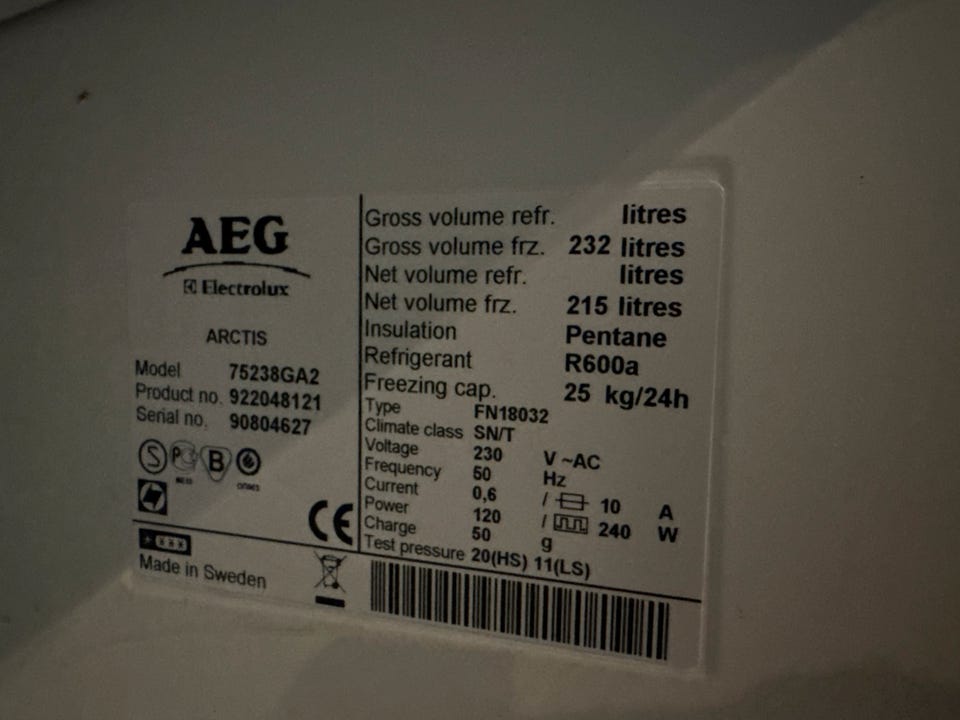 AEG
Electrolux
ARCTIS
Model 75238GA2
Product no. 922048121
Serial no. 90804627
S
B
CE
Made in Sweden
Gross volume refr. litres
Gross volume frz. 232 litres
Net volume refr. litres
Net volume frz. 215 litres
Insulation Pentane
Refrigerant R600a
Freezing cap. 25 kg/24h
Type FN18032
Climate class SN/T
Voltage 230 V ~AC
Frequency 50 Hz
Current 0,6 / 10 A
Power 120 / 240 W
Charge 50 g
Test pressure 20(HS) 11(LS)